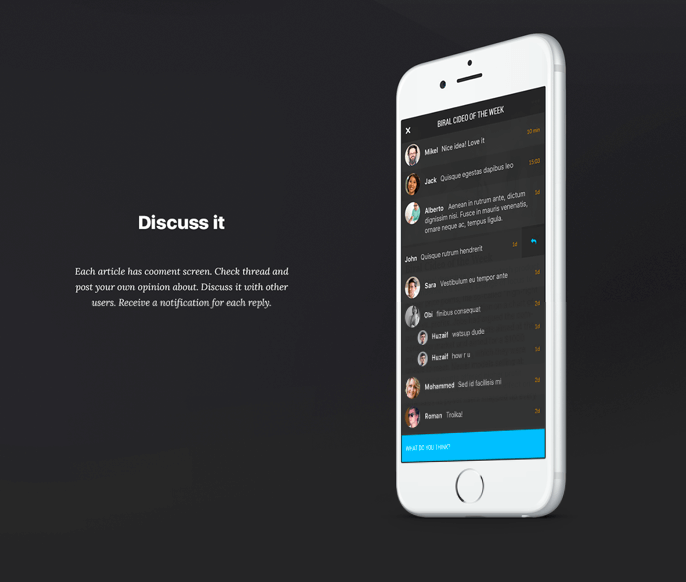 Discuss it
Each article has cooment screen. Check thread and
post your own opinion about. Discuss it with other
users. Receive a notification for each reply.
BIRAL CIDEO OF THE WEEK
Mikel Nice idea! Love it 10 min
Jack Quisque egestas dapibus leo 15:03
Alberto Aenean in rutrum ante, dictum 1d
dignissim nisl. Fusce in mauris venenatis,
ornare neque ac, tempus ligula.
John Quisque rutrum hendrerit 1d
Sara Vestibulum eu tempor ante 1d
Obi finibus consequat 2d
Huzaif watsup dude 1d
Huzaif how r u 1d
Mohammed Sed id facilisis mi 2d
Roman Troika! 2d
WHAT DO YOU THINK?